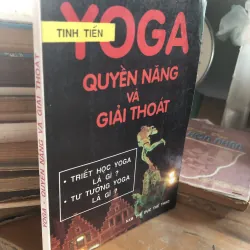 YOGA
TỊNH TIẾN
QUYỀN NĂNG
VÀ
GIẢI THOÁT
• TRIẾT HỌC YOGA
LÀ GÌ ?
• TƯ TƯỞNG YOGA
LÀ GÌ ?
YOGA - QUYỀN NĂNG VÀ GIẢI THOÁT